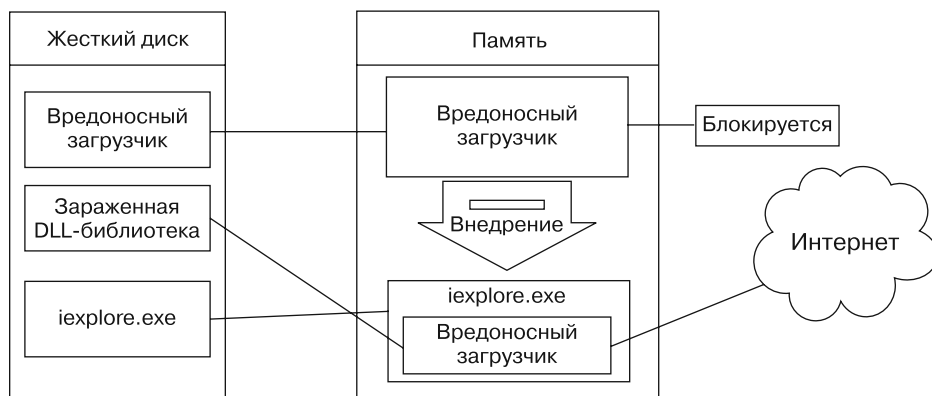 Жесткий диск
Вредоносный
загрузчик
Зараженная
DLL-библиотека
iexplore.exe
Память
Вредоносный
загрузчик
Внедрение
iexplore.exe
Вредоносный
загрузчик
Блокируется
Интернет